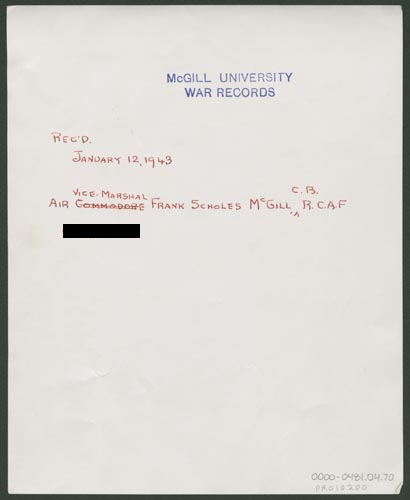 McGILL UNIVERSITY
WAR RECORDS
REC'D.
JANUARY 12, 1943
VICE-MARSHAL C.B.
AIR COMMODORE FRANK SCHOLES McGILL ^ R.C.A.F
0000-0481.04.70
PR010200